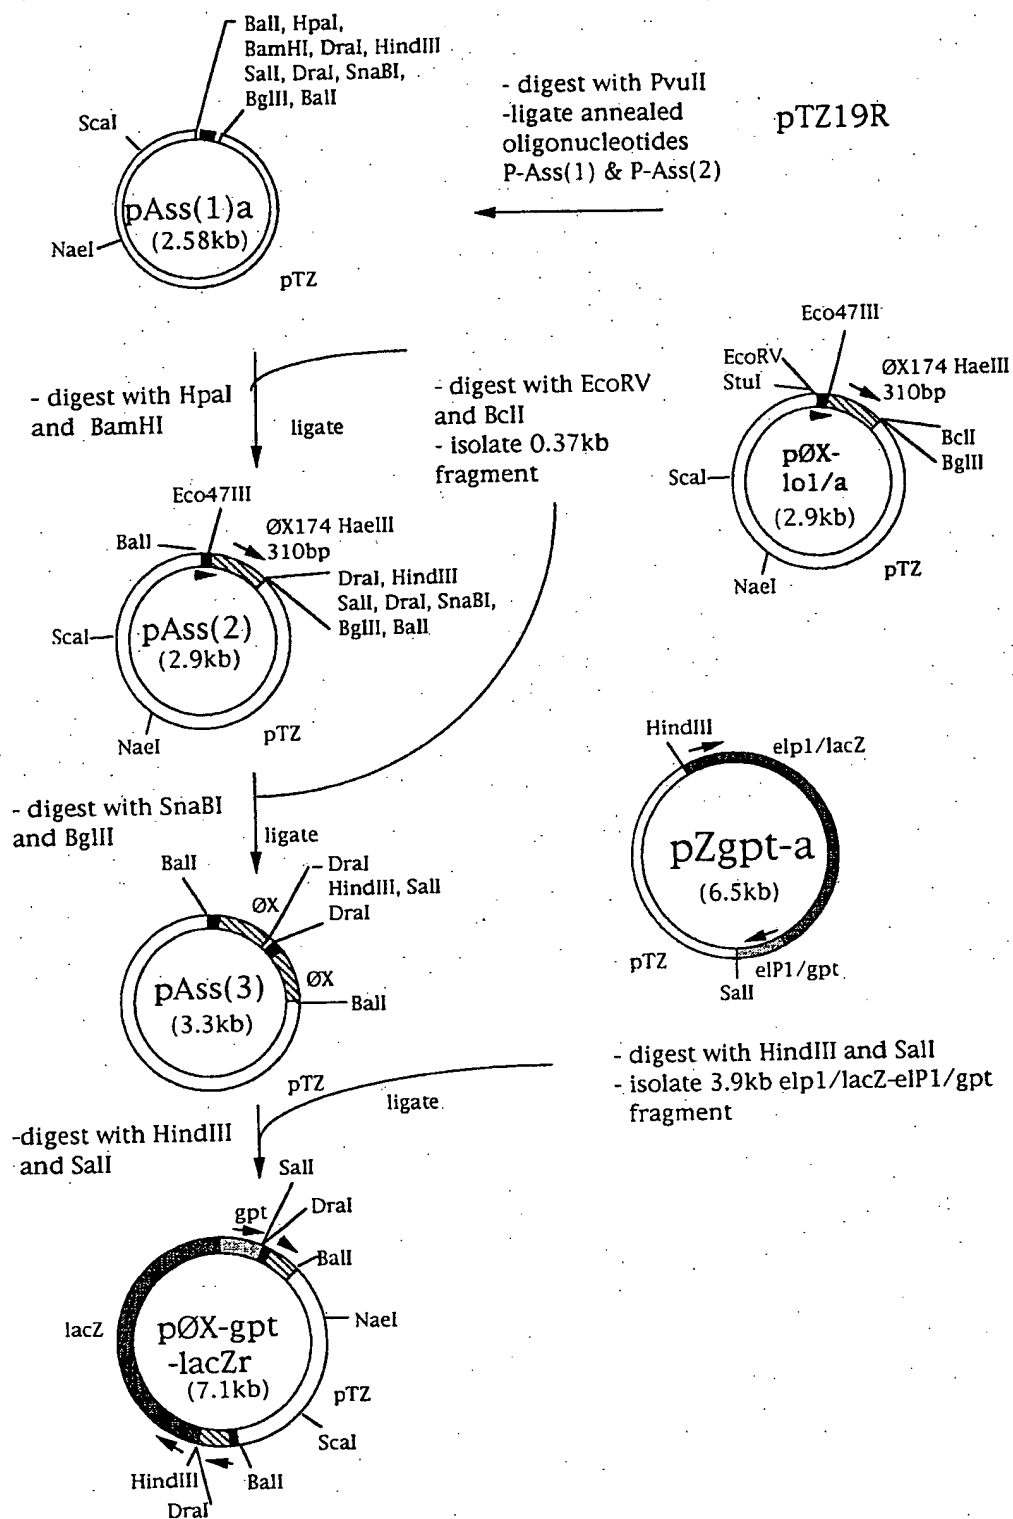 BalI, HpaI,
BamHI, DraI, HindIII
SalI, DraI, SnaBI,
BglII, BalI
ScaI
pAss(1)a
(2.58kb)
NaeI
pTZ
- digest with PvuII
-ligate annealed
oligonucleotides
P-Ass(1) & P-Ass(2)
pTZ19R
- digest with HpaI
and BamHI
ligate
- digest with EcoRV
and BclI
- isolate 0.37kb
fragment
Eco47III
EcoRV
StuI
ØX174 HaeIII
310bp
BclI
BglII
ScaI
pØX-
lo1/a
(2.9kb)
NaeI
pTZ
Eco47III
BalI
ØX174 HaeIII
310bp
DraI, HindIII
SalI, DraI, SnaBI,
BglII, BalI
ScaI
pAss(2)
(2.9kb)
NaeI
pTZ
- digest with SnaBI
and BglII
ligate
HindIII
elp1/lacZ
pZgpt-a
(6.5kb)
pTZ
elP1/gpt
SalI
BalI
ØX
DraI
HindIII, SalI
DraI
pAss(3)
(3.3kb)
ØX
BalI
pTZ
- digest with HindIII and SalI
- isolate 3.9kb elp1/lacZ-elP1/gpt
fragment
ligate
-digest with HindIII
and SalI
SalI
gpt
DraI
BalI
lacZ
pØX-gpt
-lacZr
(7.1kb)
NaeI
pTZ
ScaI
HindIII
BalI
DraI